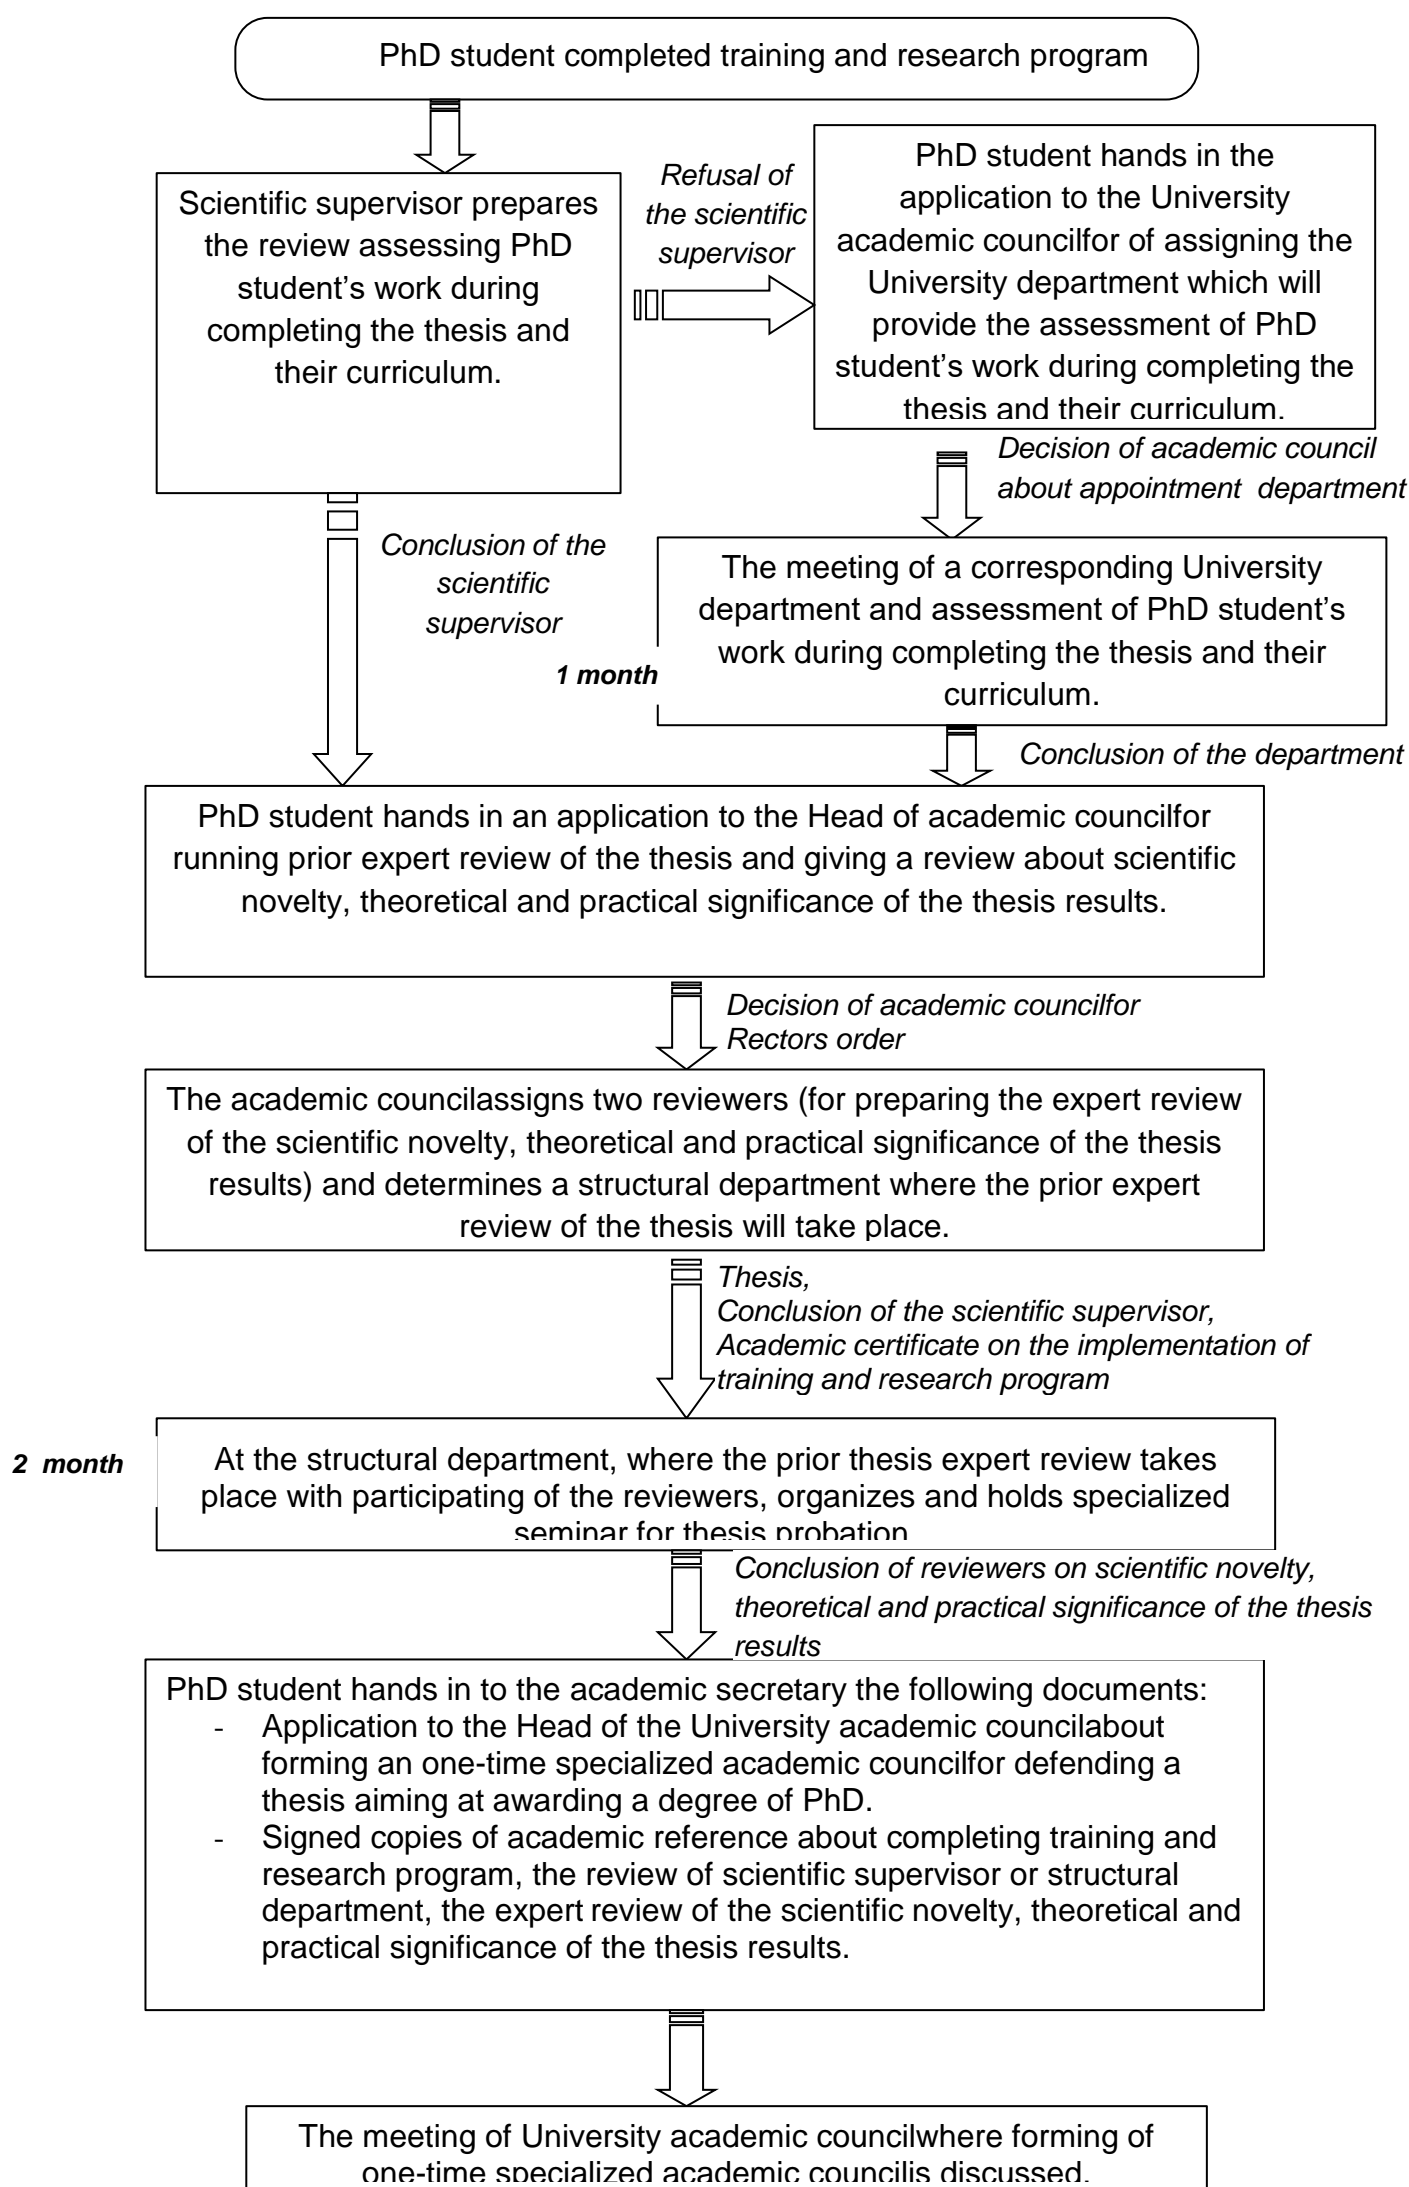 PhD student completed training and research program
Scientific supervisor prepares
the review assessing PhD
student’s work during
completing the thesis and
their curriculum.
Refusal of
the scientific
supervisor
PhD student hands in the
application to the University
academic councilfor of assigning the
University department which will
provide the assessment of PhD
student’s work during completing the
thesis and their curriculum.
Decision of academic council
about appointment department
Conclusion of the
scientific
supervisor
1 month
The meeting of a corresponding University
department and assessment of PhD student’s
work during completing the thesis and their
curriculum.
Conclusion of the department
PhD student hands in an application to the Head of academic councilfor
running prior expert review of the thesis and giving a review about scientific
novelty, theoretical and practical significance of the thesis results.
Decision of academic councilfor
Rectors order
The academic councilassigns two reviewers (for preparing the expert review
of the scientific novelty, theoretical and practical significance of the thesis
results) and determines a structural department where the prior expert
review of the thesis will take place.
Thesis,
Conclusion of the scientific supervisor,
Academic certificate on the implementation of
training and research program
2 month
At the structural department, where the prior thesis expert review takes
place with participating of the reviewers, organizes and holds specialized
seminar for thesis probation
Conclusion of reviewers on scientific novelty,
theoretical and practical significance of the thesis
results
PhD student hands in to the academic secretary the following documents:
- Application to the Head of the University academic councilabout
forming an one-time specialized academic councilfor defending a
thesis aiming at awarding a degree of PhD.
- Signed copies of academic reference about completing training and
research program, the review of scientific supervisor or structural
department, the expert review of the scientific novelty, theoretical and
practical significance of the thesis results.
The meeting of University academic councilwhere forming of
one-time specialized academic councilis discussed.